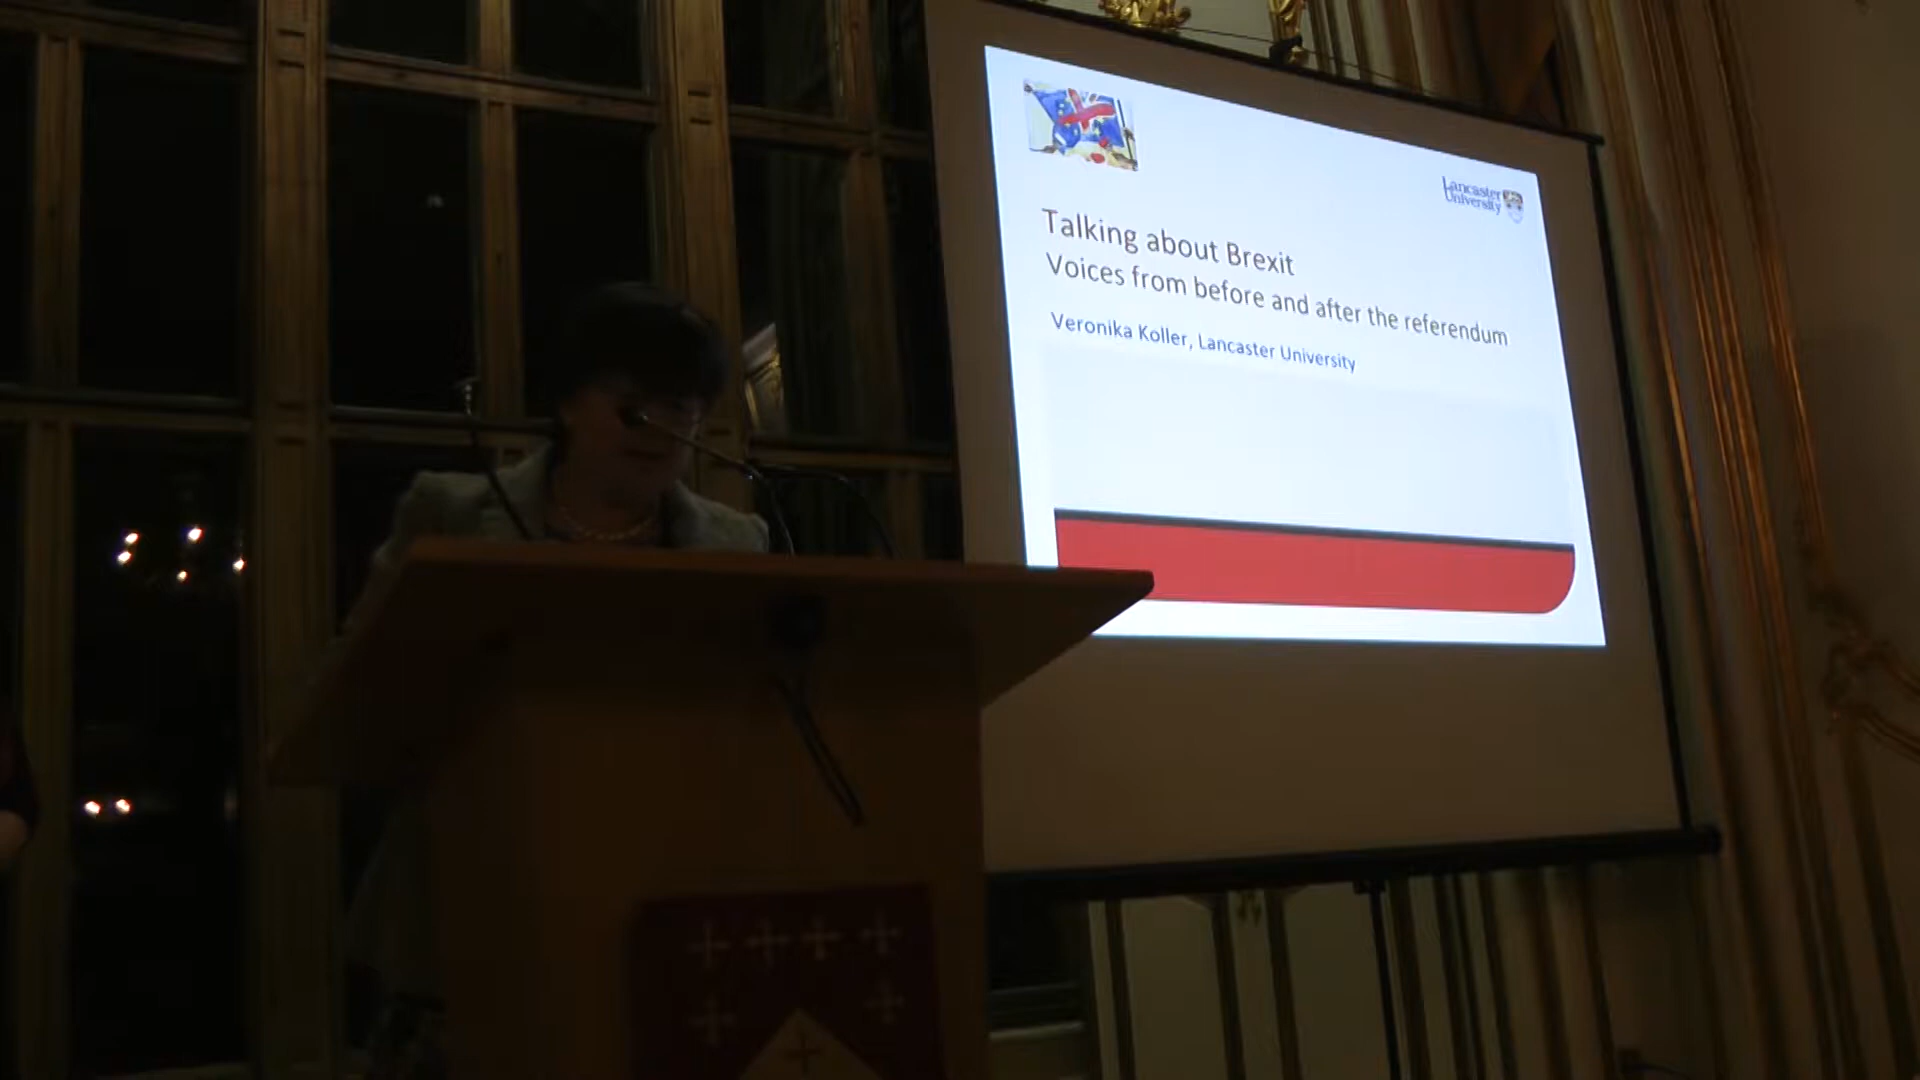 Lancaster
University
Talking about Brexit
Voices from before and after the referendum
Veronika Koller, Lancaster University